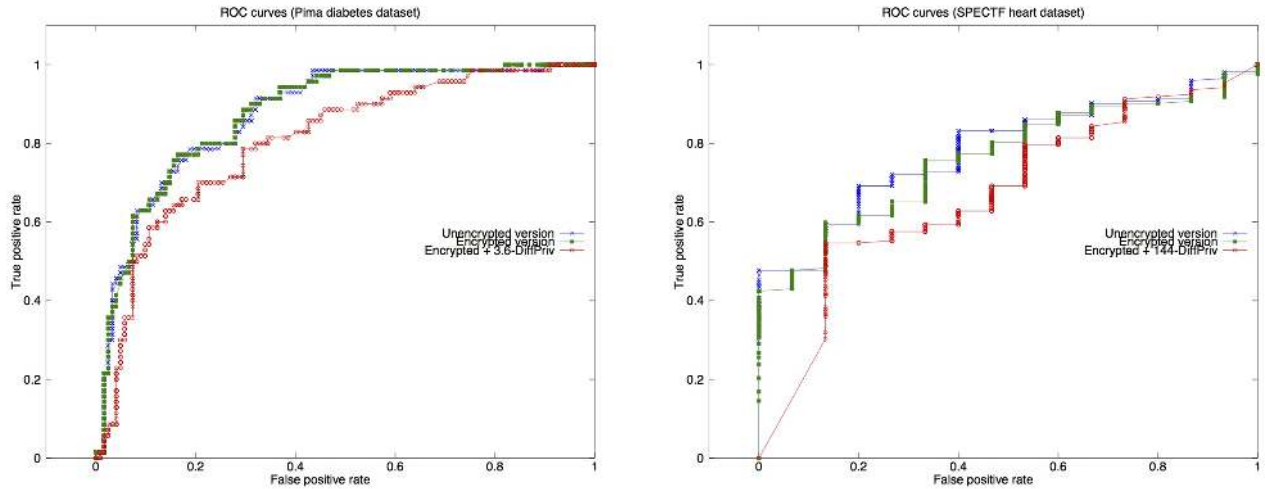 ROC curves (Pima diabetes dataset)
True positive rate
1
0.8
0.6
0.4
0.2
0
Unencrypted version
Encrypted version
Encrypted + 3.6-DiffPriv
0 0.2 0.4 0.6 0.8 1
False positive rate
ROC curves (SPECTF heart dataset)
True positive rate
1
0.8
0.6
0.4
0.2
0
Unencrypted version
Encrypted version
Encrypted + 144-DiffPriv
0 0.2 0.4 0.6 0.8 1
False positive rate